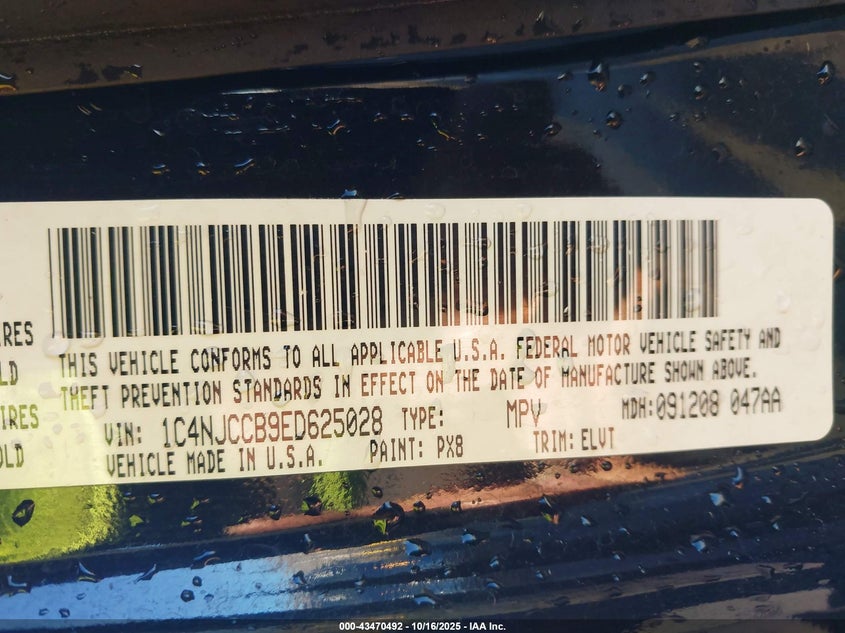 IRES
THIS VEHICLE CONFORMS TO ALL APPLICABLE U.S.A. FEDERAL MOTOR VEHICLE SAFETY AND
LD
THEFT PREVENTION STANDARDS IN EFFECT ON THE DATE OF MANUFACTURE SHOWN ABOVE.
IRES
VIN: 1C4NJCCB9ED625028 TYPE: MPV MDH:091208 047AA
OLD
VEHICLE MADE IN U.S.A. PAINT: PX8 TRIM: ELVT
000-43470492 - 10/16/2025 - IAA Inc.